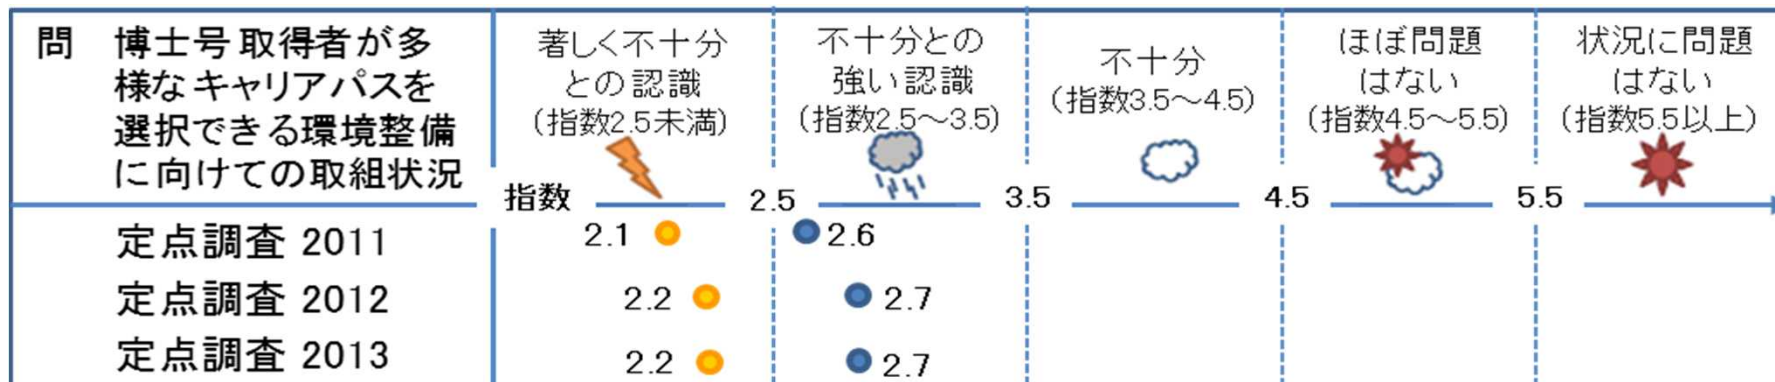 問 博士号取得者が多
様なキャリアパスを
選択できる環境整備
に向けての取組状況
著しく不十分
との認識
(指数2.5未満)
不十分との
強い認識
(指数2.5～3.5)
不十分
(指数3.5～4.5)
ほぼ問題
はない
(指数4.5～5.5)
状況に問題
はない
(指数5.5以上)
指数 2.5 3.5 4.5 5.5
定点調査 2011 2.1 2.6
定点調査 2012 2.2 2.7
定点調査 2013 2.2 2.7